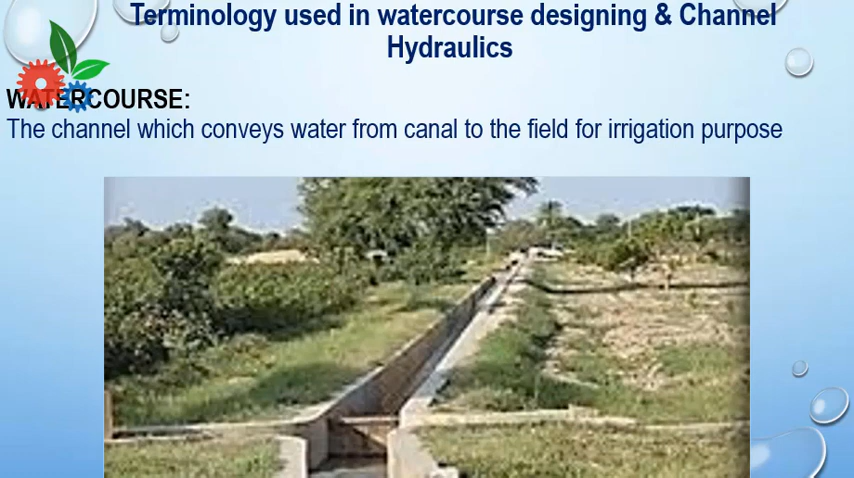 Terminology used in watercourse designing & Channel
Hydraulics
WATERCOURSE:
The channel which conveys water from canal to the field for irrigation purpose